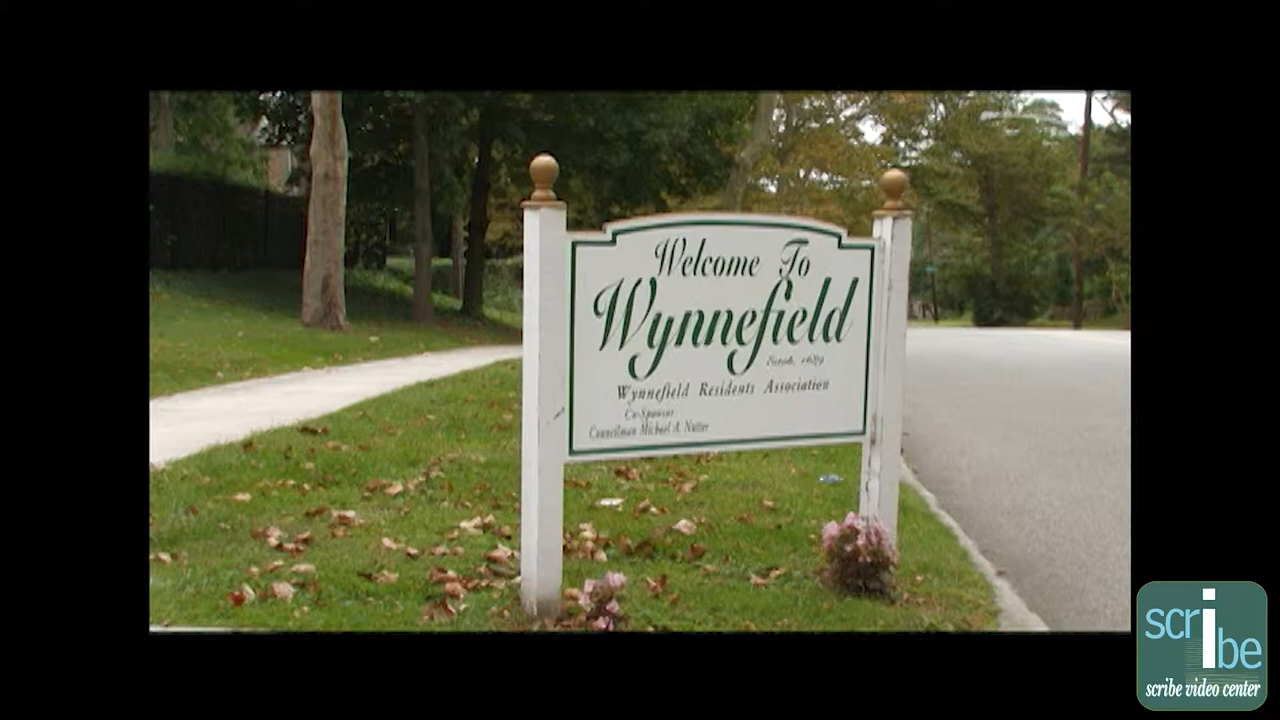 Welcome To
Wynnefield
Estab. 1689
Wynnefield Residents Association
Co-Sponsor
Councilman Michael A. Nutter
scribe
scribe video center